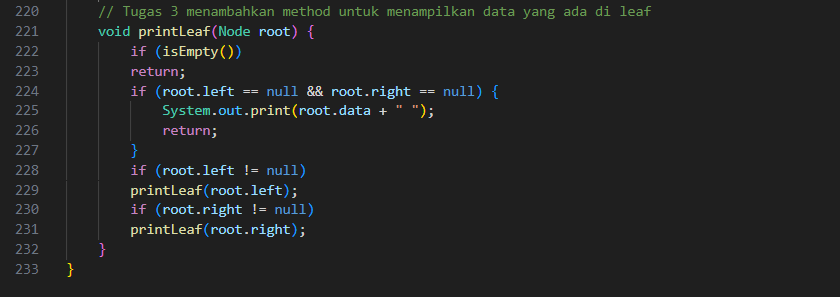 220 // Tugas 3 menambahkan method untuk menampilkan data yang ada di leaf
221 void printLeaf(Node root) {
222 if (isEmpty())
223 return;
224 if (root.left == null && root.right == null) {
225 System.out.print(root.data + " ");
226 return;
227 }
228 if (root.left != null)
229 printLeaf(root.left);
230 if (root.right != null)
231 printLeaf(root.right);
232 }
233 }